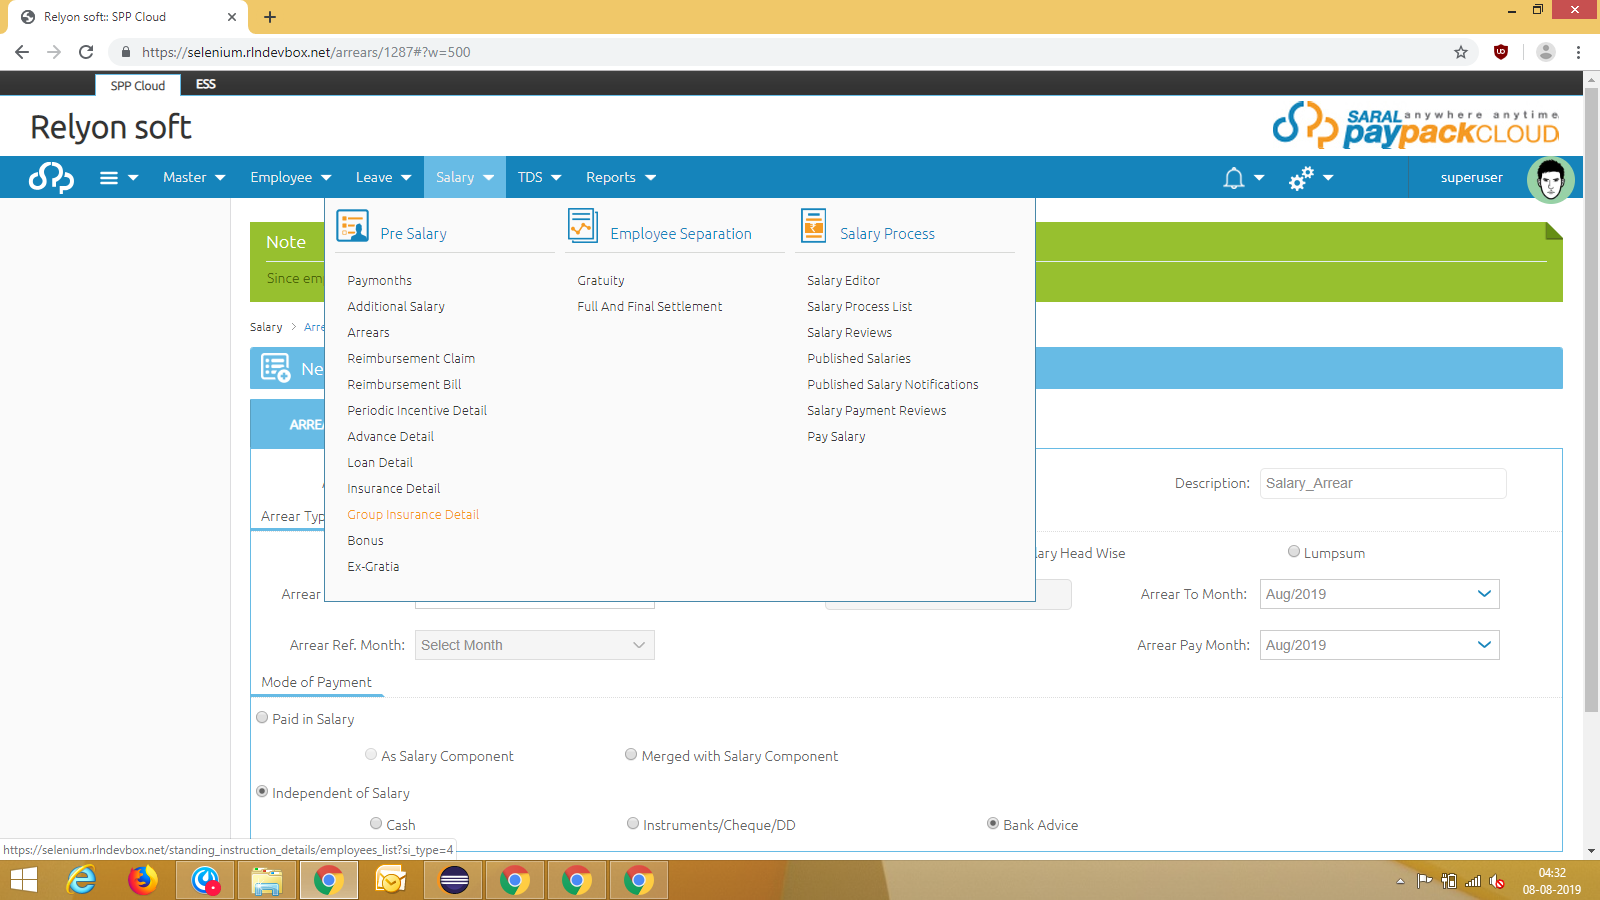 Relyon soft:: SPP Cloud
https://selenium.rlndevbox.net/arrears/1287#?w=500
SPP Cloud
ESS
Relyon soft
SARAL anywhere anytime
paypackCLOUD
Master
Employee
Leave
Salary
TDS
Reports
superuser
Note
Since em
Salary > Arre
Ne
ARREA
Pre Salary
Paymonths
Additional Salary
Arrears
Reimbursement Claim
Reimbursement Bill
Periodic Incentive Detail
Advance Detail
Loan Detail
Insurance Detail
Group Insurance Detail
Bonus
Ex-Gratia
Employee Separation
Gratuity
Full And Final Settlement
Salary Process
Salary Editor
Salary Process List
Salary Reviews
Published Salaries
Published Salary Notifications
Salary Payment Reviews
Pay Salary
Description: Salary_Arrear
Arrear Typ
lary Head Wise
Lumpsum
Arrear
Arrear To Month: Aug/2019
Arrear Ref. Month: Select Month
Arrear Pay Month: Aug/2019
Mode of Payment
Paid in Salary
As Salary Component
Merged with Salary Component
Independent of Salary
Cash
Instruments/Cheque/DD
Bank Advice
https://selenium.rlndevbox.net/standing_instruction_details/employees_list?si_type=4
04:32
08-08-2019